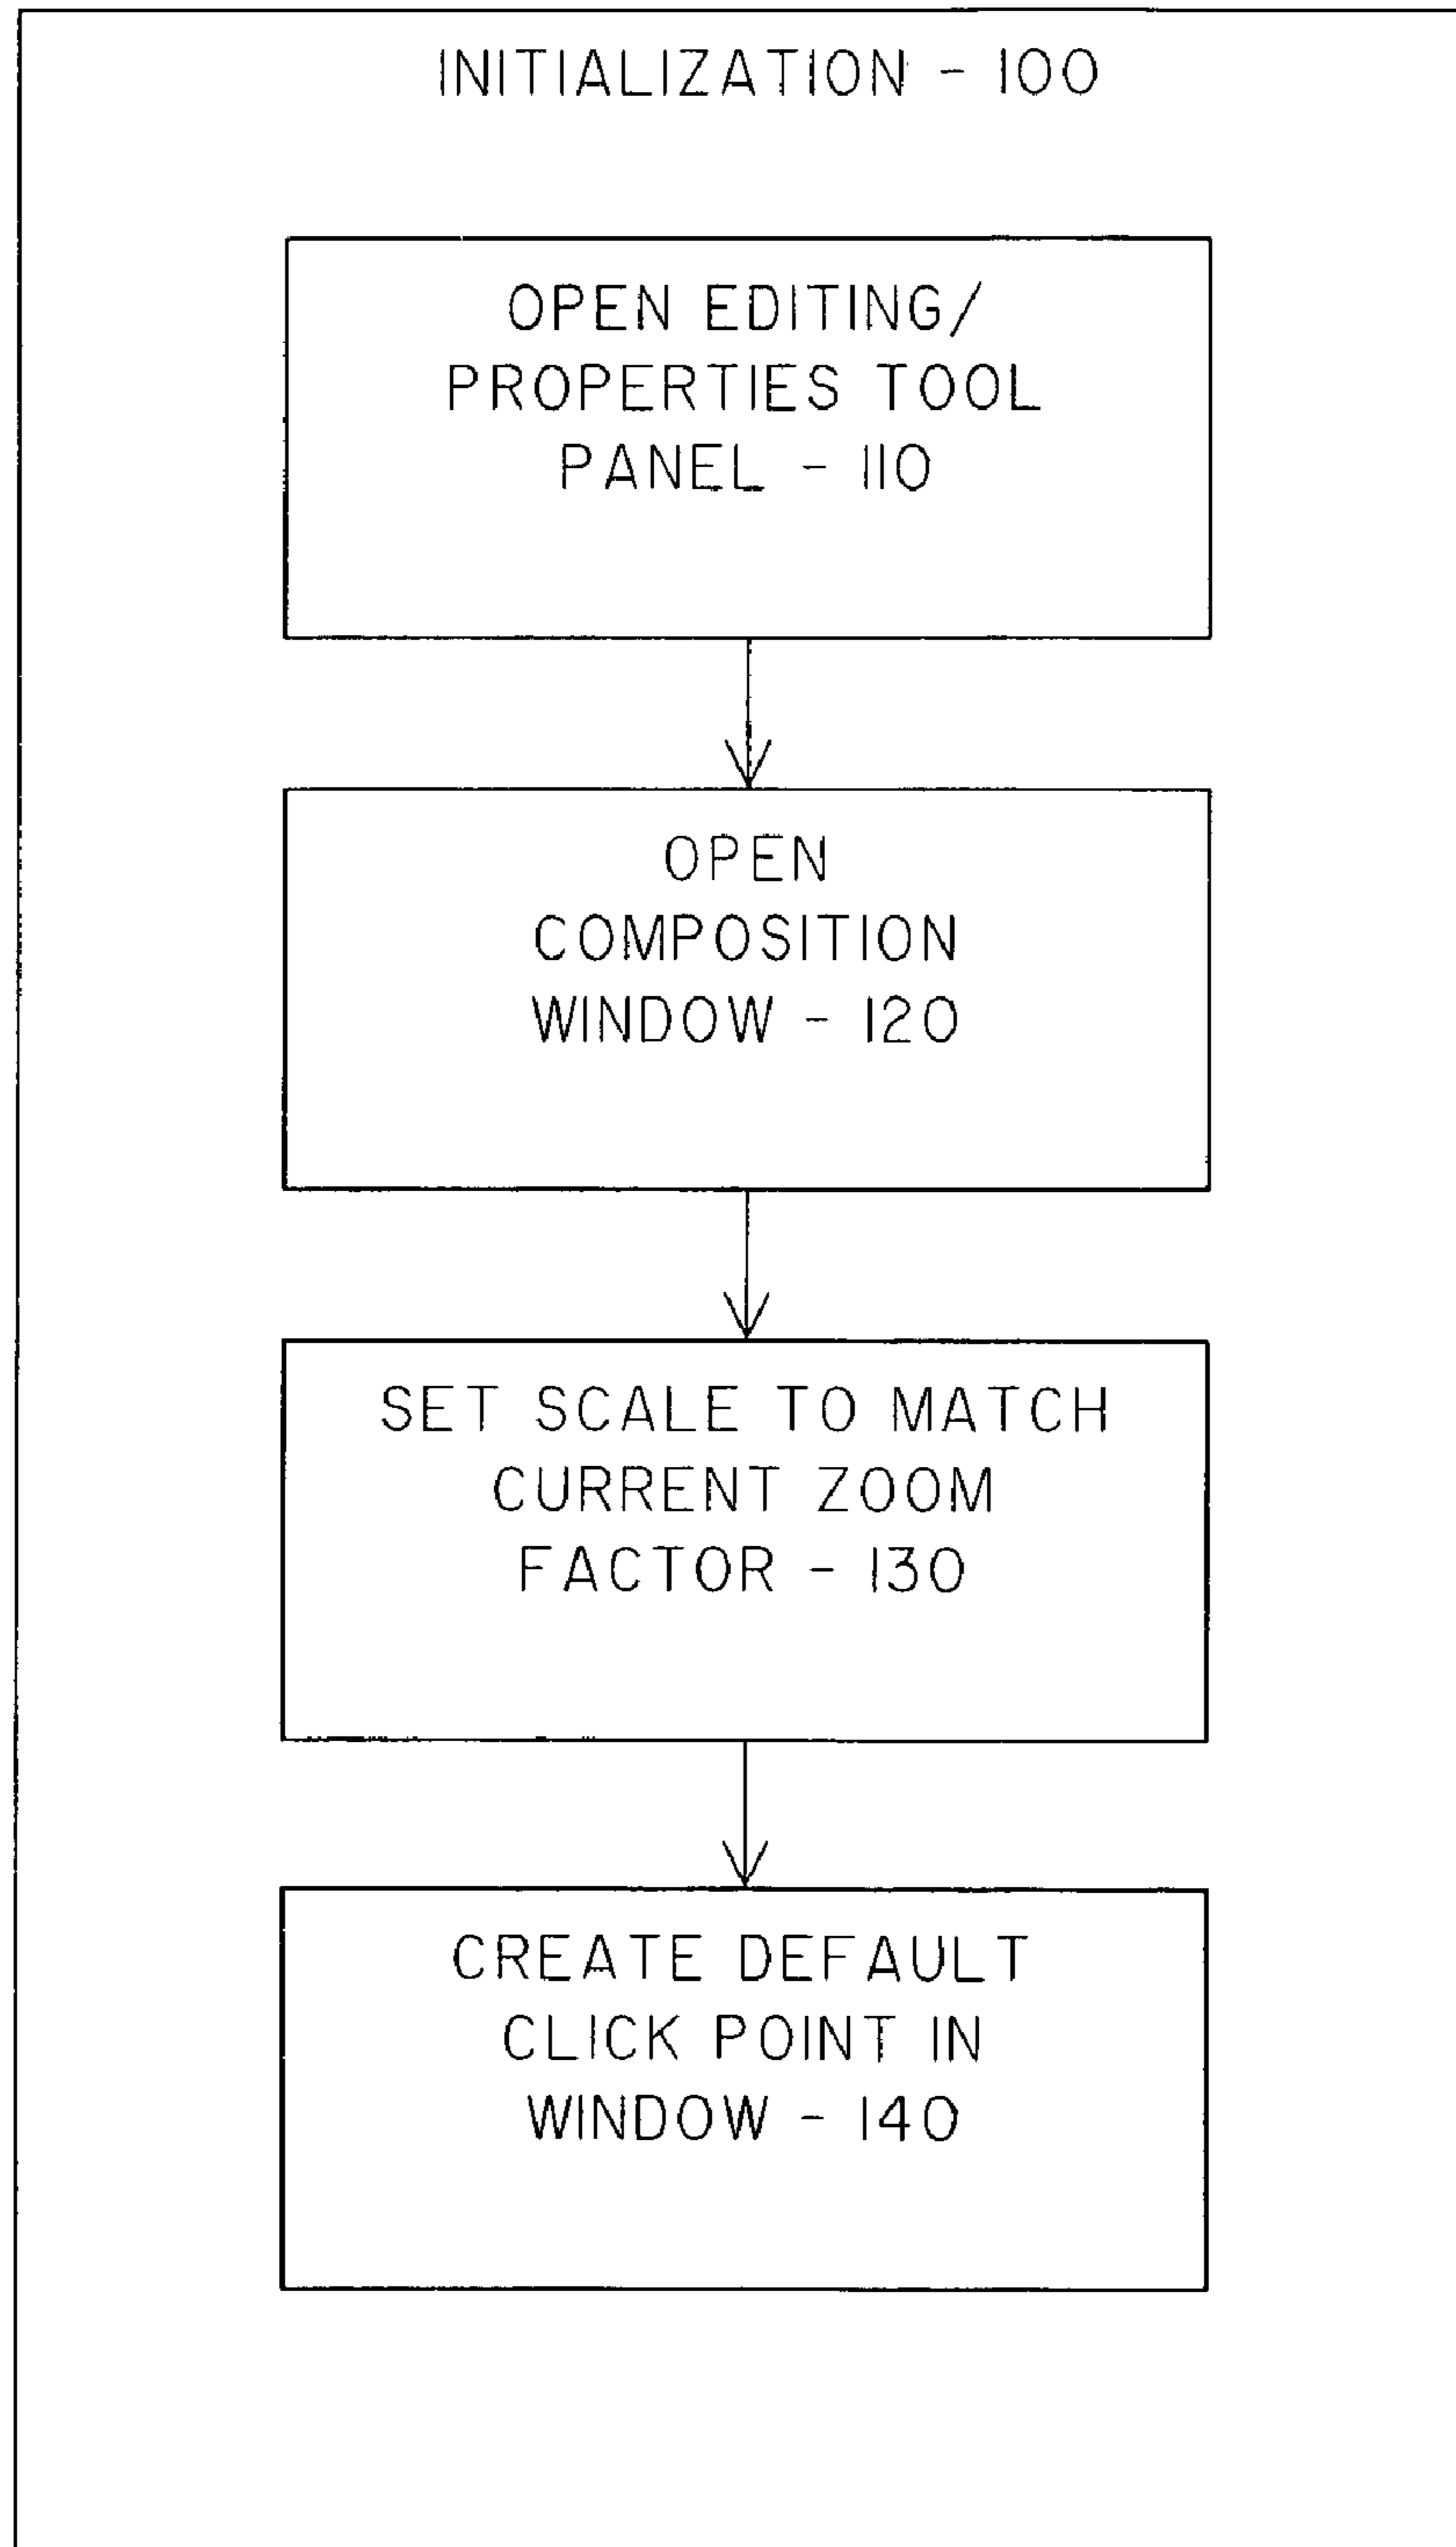 INITIALIZATION - 100
OPEN EDITING/
PROPERTIES TOOL
PANEL - 110
OPEN
COMPOSITION
WINDOW - 120
SET SCALE TO MATCH
CURRENT ZOOM
FACTOR - 130
CREATE DEFAULT
CLICK POINT IN
WINDOW - 140